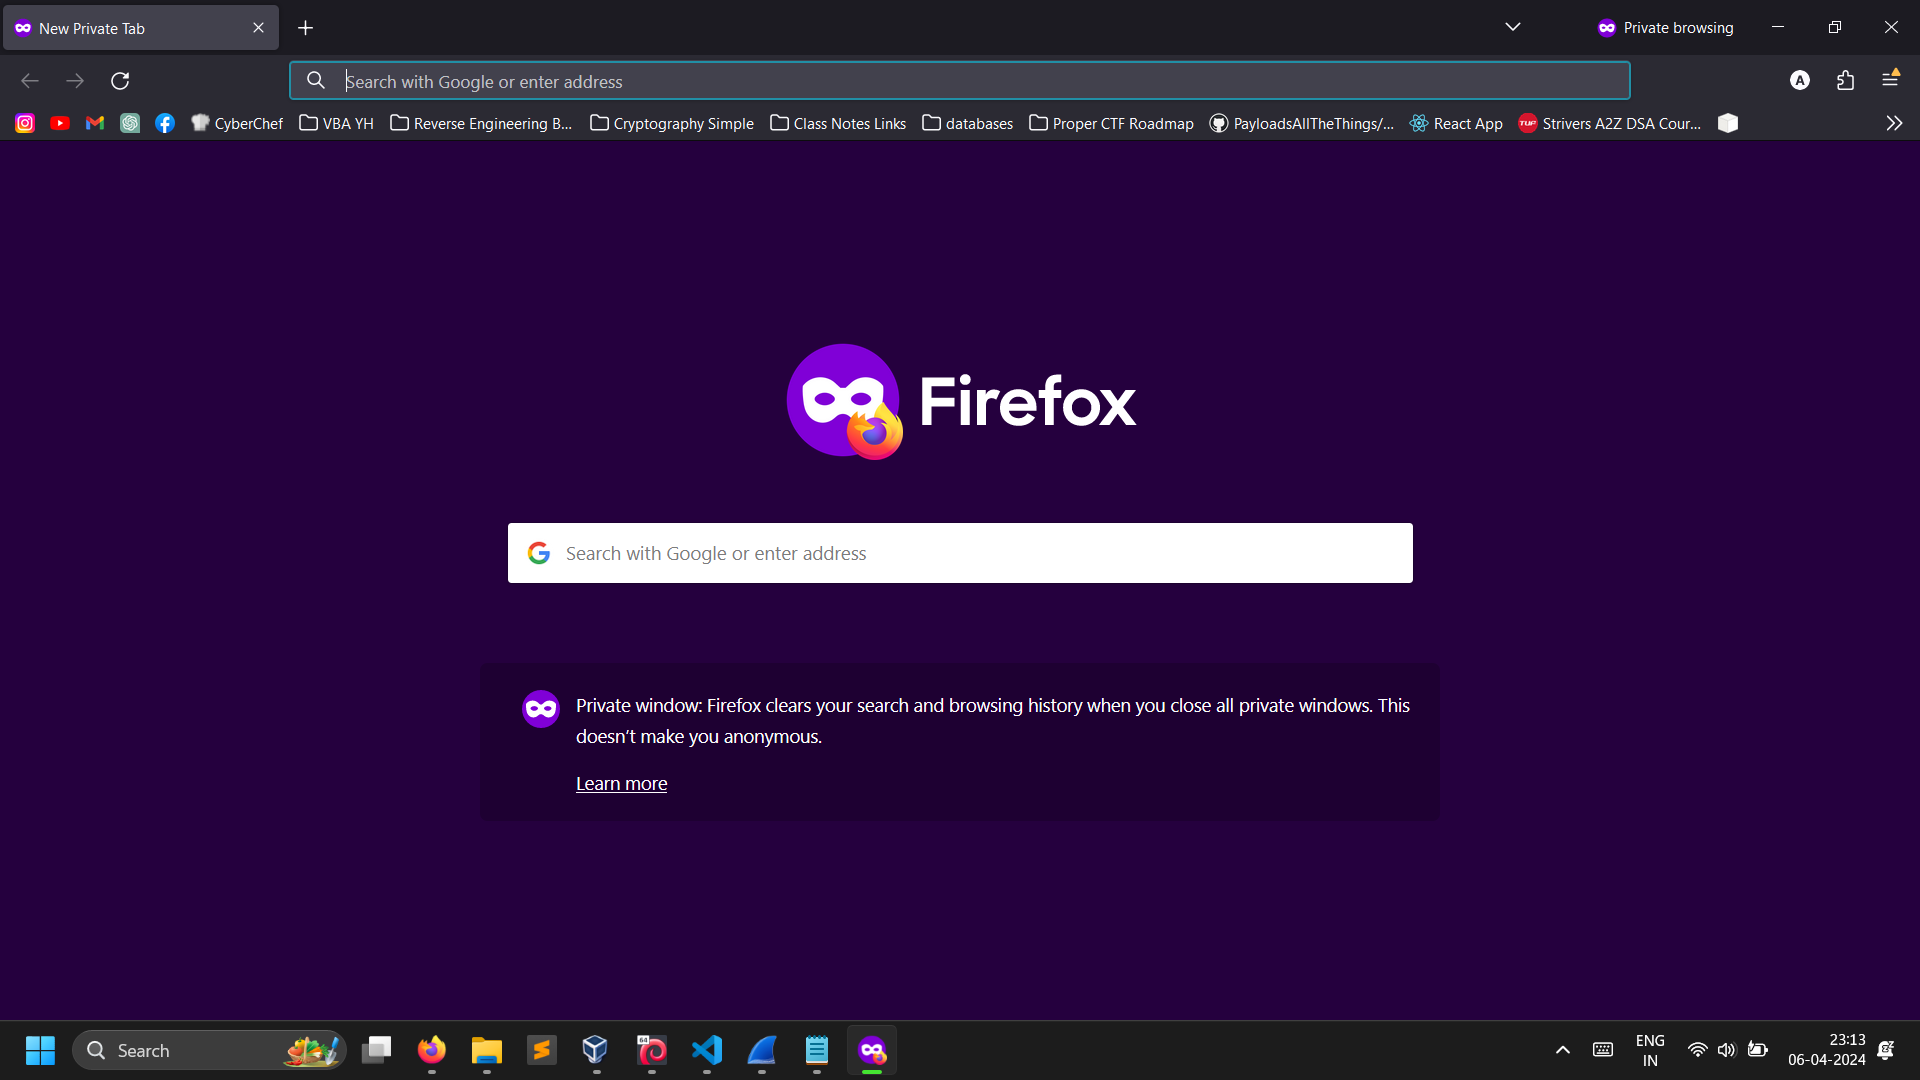 New Private Tab
Private browsing
Search with Google or enter address
CyberChef VBA YH Reverse Engineering B... Cryptography Simple Class Notes Links databases Proper CTF Roadmap PayloadsAllTheThings/... React App TUF Strivers A2Z DSA Cour...
Firefox
Search with Google or enter address
Private window: Firefox clears your search and browsing history when you close all private windows. This
doesn’t make you anonymous.
Learn more
Search
64
ENG
IN
23:13
06-04-2024